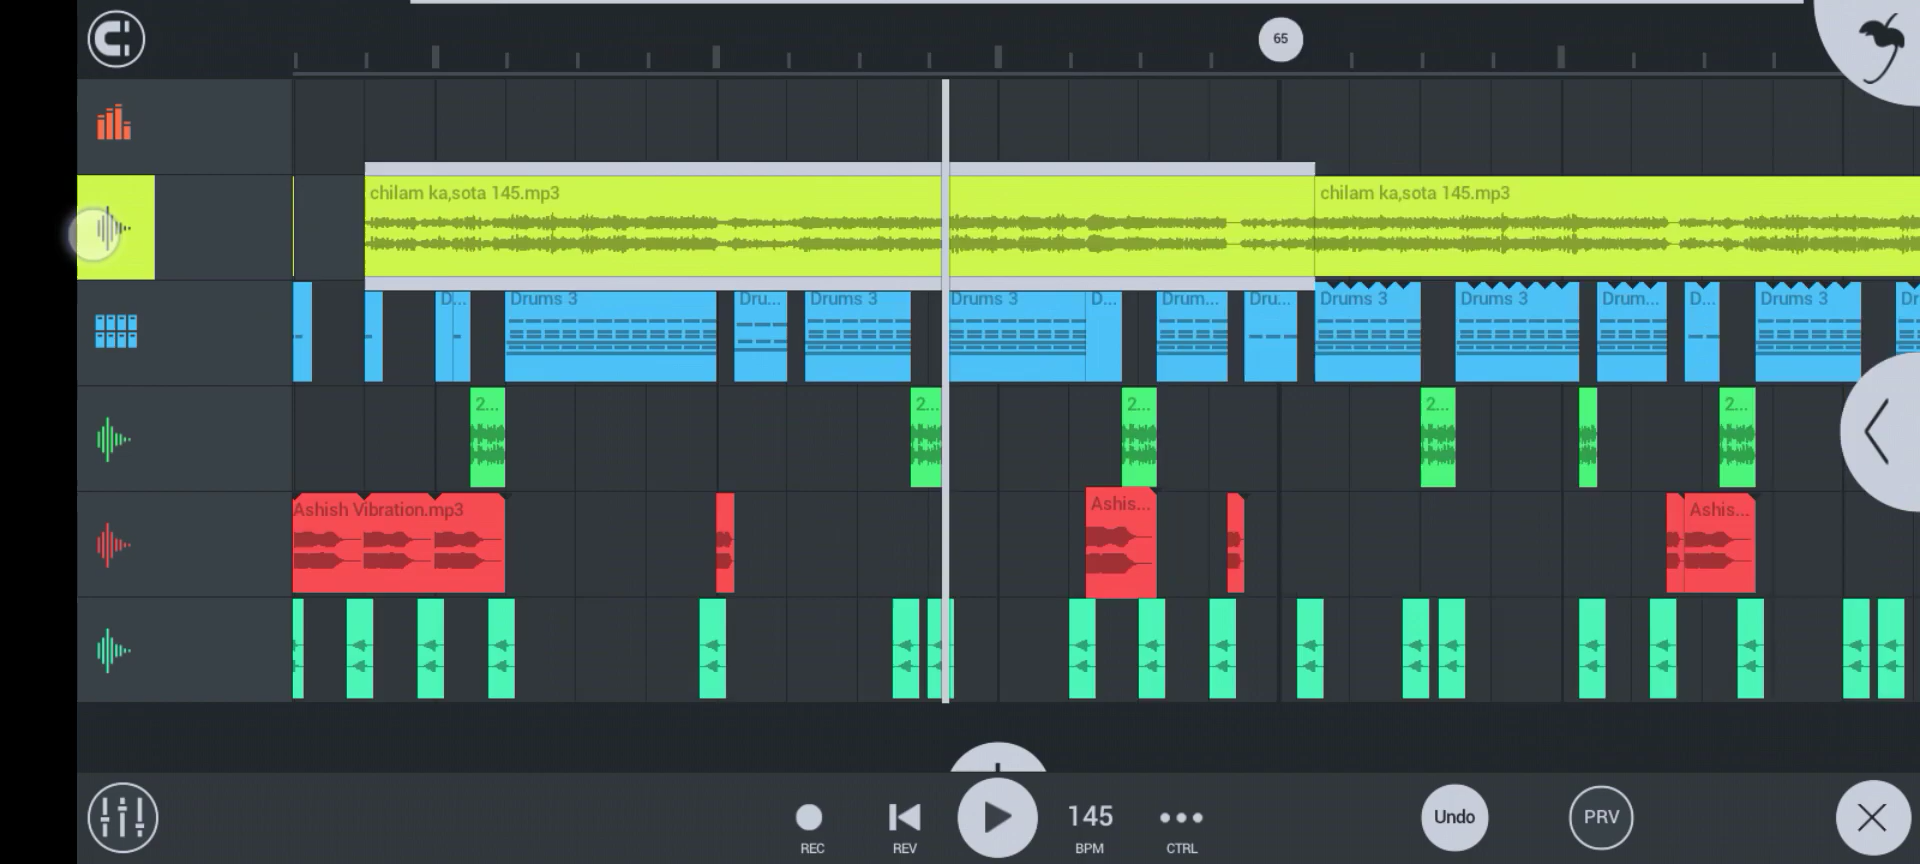 65
chilam ka,sota 145.mp3
chilam ka,sota 145.mp3
D... Drums 3 Dru... Drums 3 Drums 3 D... Drum... Dru... Drums 3 Drums 3 Drum... D... Drums 3 Dr
2... 2... 2... 2... 2...
Ashish Vibration.mp3 Ashis... Ashis...
145 Undo PRV
REC REV BPM CTRL